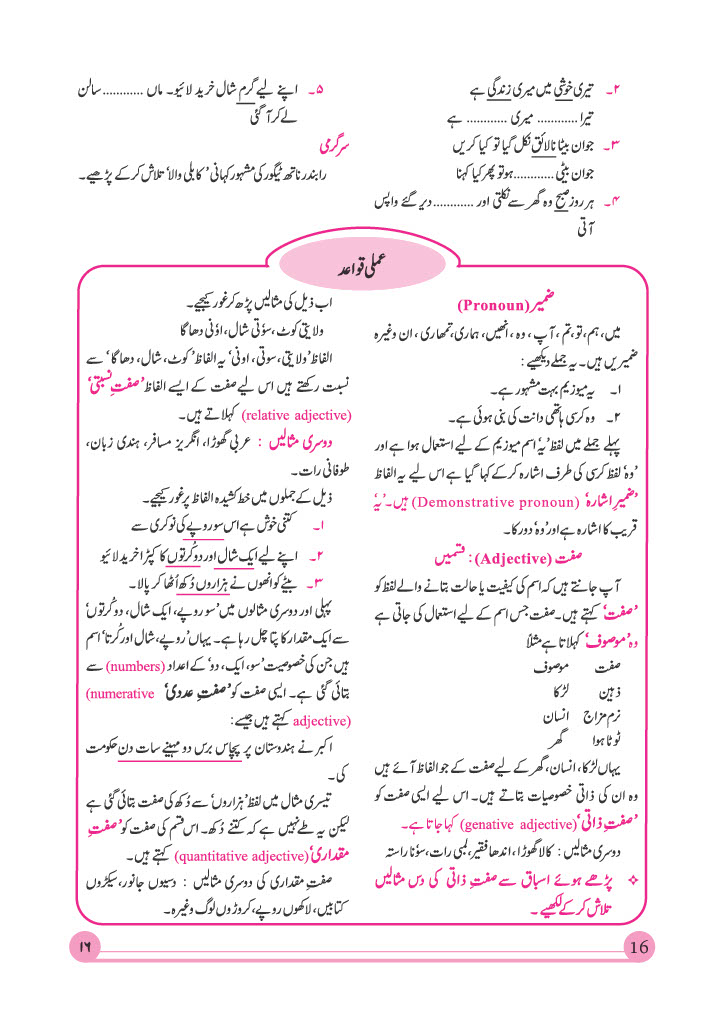 ۲۔ تیری خوشی میں میری زندگی ہے
تیرا ............ میری ............ ہے
۳۔ جوان بیٹا نالائق نکل گیا تو کیا کریں
جوان بیٹی ............ ہو تو پھر کیا کہنا
۴۔ ہر روز صبح وہ گھر سے نکلتی اور ............ دیر گئے واپس
آتی
۵۔ اپنے لیے گرم شال خرید لائیو۔ ماں ............ سالن
لے کر آ گئی
سرگرمی
رابندر ناتھ ٹیگور کی مشہور کہانی ’کابلی والا‘ تلاش کر کے پڑھیے۔
عملی قواعد
ضمیر (Pronoun)
میں، ہم، تو، تم، آپ، وہ، انھیں، ہماری، تمھاری، ان وغیرہ
ضمیریں ہیں۔ یہ جملے دیکھیے :
۱۔ یہ میوزیم بہت مشہور ہے۔
۲۔ وہ کرسی ہاتھی دانت کی بنی ہوئی ہے۔
پہلے جملے میں لفظ ’یہ‘ اسم میوزیم کے لیے استعمال ہوا ہے اور
’وہ‘ لفظ کرسی کی طرف اشارہ کر کے کہا گیا ہے اس لیے یہ الفاظ
’ضمیرِ اشارہ‘ (Demonstrative pronoun) ہیں۔ ’یہ‘
قریب کا اشارہ ہے اور ’وہ‘ دور کا۔
صفت (Adjective) : قسمیں
آپ جانتے ہیں کہ اسم کی کیفیت یا حالت بتانے والے لفظ کو
’صفت‘ کہتے ہیں۔ صفت جس اسم کے لیے استعمال کی جاتی ہے
وہ ’موصوف‘ کہلاتا ہے مثلاً
صفت موصوف
ذہین لڑکا
نرم مزاج انسان
ٹوٹا ہوا گھر
یہاں لڑکا، انسان، گھر کے لیے صفت کے جو الفاظ آئے ہیں
وہ ان کی ذاتی خصوصیات بتاتے ہیں۔ اس لیے ایسی صفت کو
’صفتِ ذاتی‘ (genative adjective) کہا جاتا ہے۔
دوسری مثالیں : کالا گھوڑا، اندھا فقیر، لمبی رات، سوٗنا راستہ
❖ پڑھے ہوئے اسباق سے صفتِ ذاتی کی دس مثالیں
تلاش کر کے لکھیے۔
اب ذیل کی مثالیں پڑھ کر غور کیجیے۔
ولایتی کوٹ، سوٗتی شال، اوٗنی دھاگا
الفاظ ’ولایتی، سوتی، اونی‘ یہ الفاظ ’کوٹ، شال، دھاگا‘ سے
نسبت رکھتے ہیں اس لیے صفت کے ایسے الفاظ ’صفتِ نسبتی‘
(relative adjective) کہلاتے ہیں۔
دوسری مثالیں : عربی گھوڑا، انگریز مسافر، ہندی زبان،
طوفانی رات۔
ذیل کے جملوں میں خط کشیدہ الفاظ پر غور کیجیے۔
۱۔ کتنی خوش ہے اس سو روپے کی نوکری سے
۲۔ اپنے لیے ایک شال اور دو کُرتوں کا کپڑا خرید لائیو
۳۔ بیٹے کو انھوں نے ہزاروں دُکھ اُٹھا کر پالا۔
پہلی اور دوسری مثالوں میں ’سو روپے، ایک شال، دو کُرتوں‘
سے ایک مقدار کا پتا چل رہا ہے۔ یہاں ’روپے، شال اور کُرتا‘ اسم
ہیں جن کی خصوصیت ’سو، ایک، دو‘ کے اعداد (numbers) سے
بتائی گئی ہے۔ ایسی صفت کو ’صفتِ عددی‘ (numerative
adjective) کہتے ہیں جیسے :
اکبر نے ہندوستان پر پچاس برس دو مہینے سات دن حکومت
کی۔
تیسری مثال میں لفظ ’ہزاروں‘ سے دُکھ کی صفت بتائی گئی ہے
لیکن یہ طے نہیں ہے کہ کتنے دُکھ۔ اس قسم کی صفت کو ’صفتِ
مقداری‘ (quantitative adjective) کہتے ہیں۔
صفتِ مقداری کی دوسری مثالیں : دسیوں جانور، سیکڑوں
کتابیں، لاکھوں روپے، کروڑوں لوگ وغیرہ۔
۱۶
16